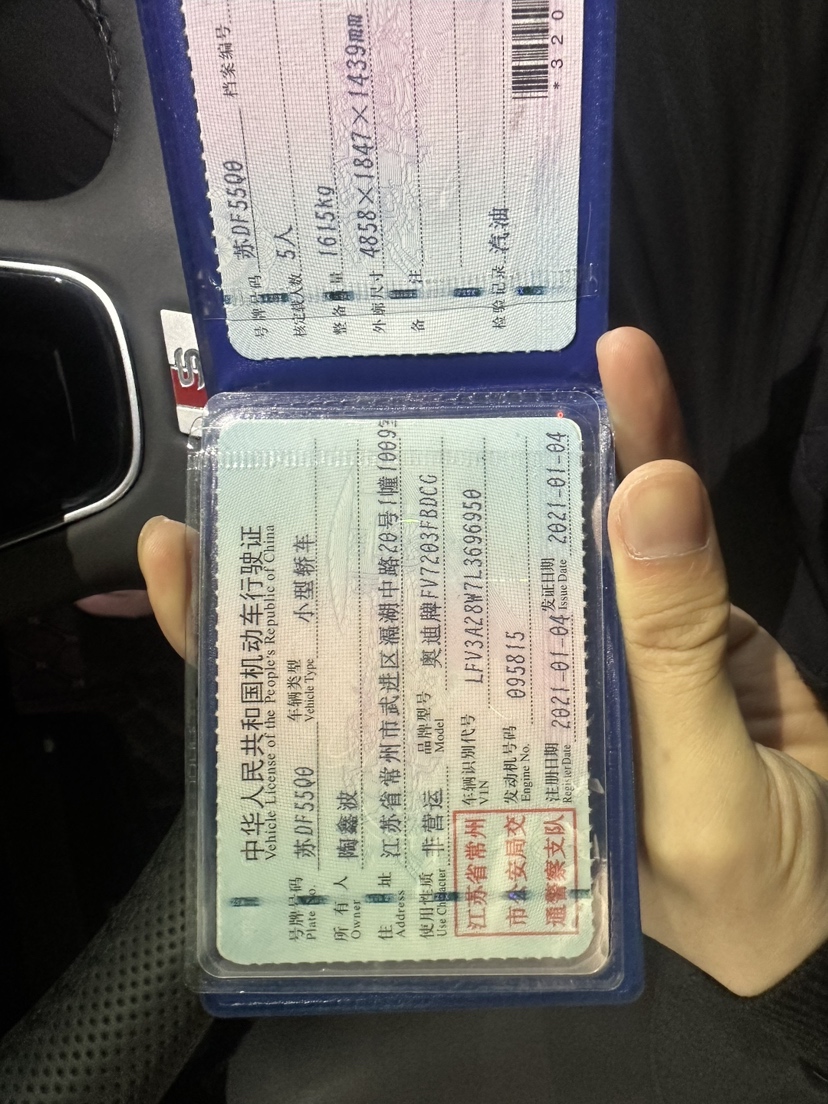 中华人民共和国机动车行驶证
Vehicle License of the People's Republic of China
号牌号码 苏DF55Q0 车辆类型 小型轿车
Plate No. Vehicle Type
所有人 陶鑫波
Owner
住址 江苏省常州市武进区滆湖中路20号1幢1009室
Address
使用性质 非营运 品牌型号 奥迪牌FV7203FBDCG
Use Character Model
江苏省常州
市公安局交
通警察支队
车辆识别代号 LFV3A28W7L3696950
VIN
发动机号码 095815
Engine No.
注册日期 2021-01-04 发证日期 2021-01-04
Register Date Issue Date
号牌号码 苏DF55Q0 档案编号
核定载人数 5人
整备质量 1615kg
外廓尺寸 4858×1847×1439mm
备注
检验记录 汽油
*320
S